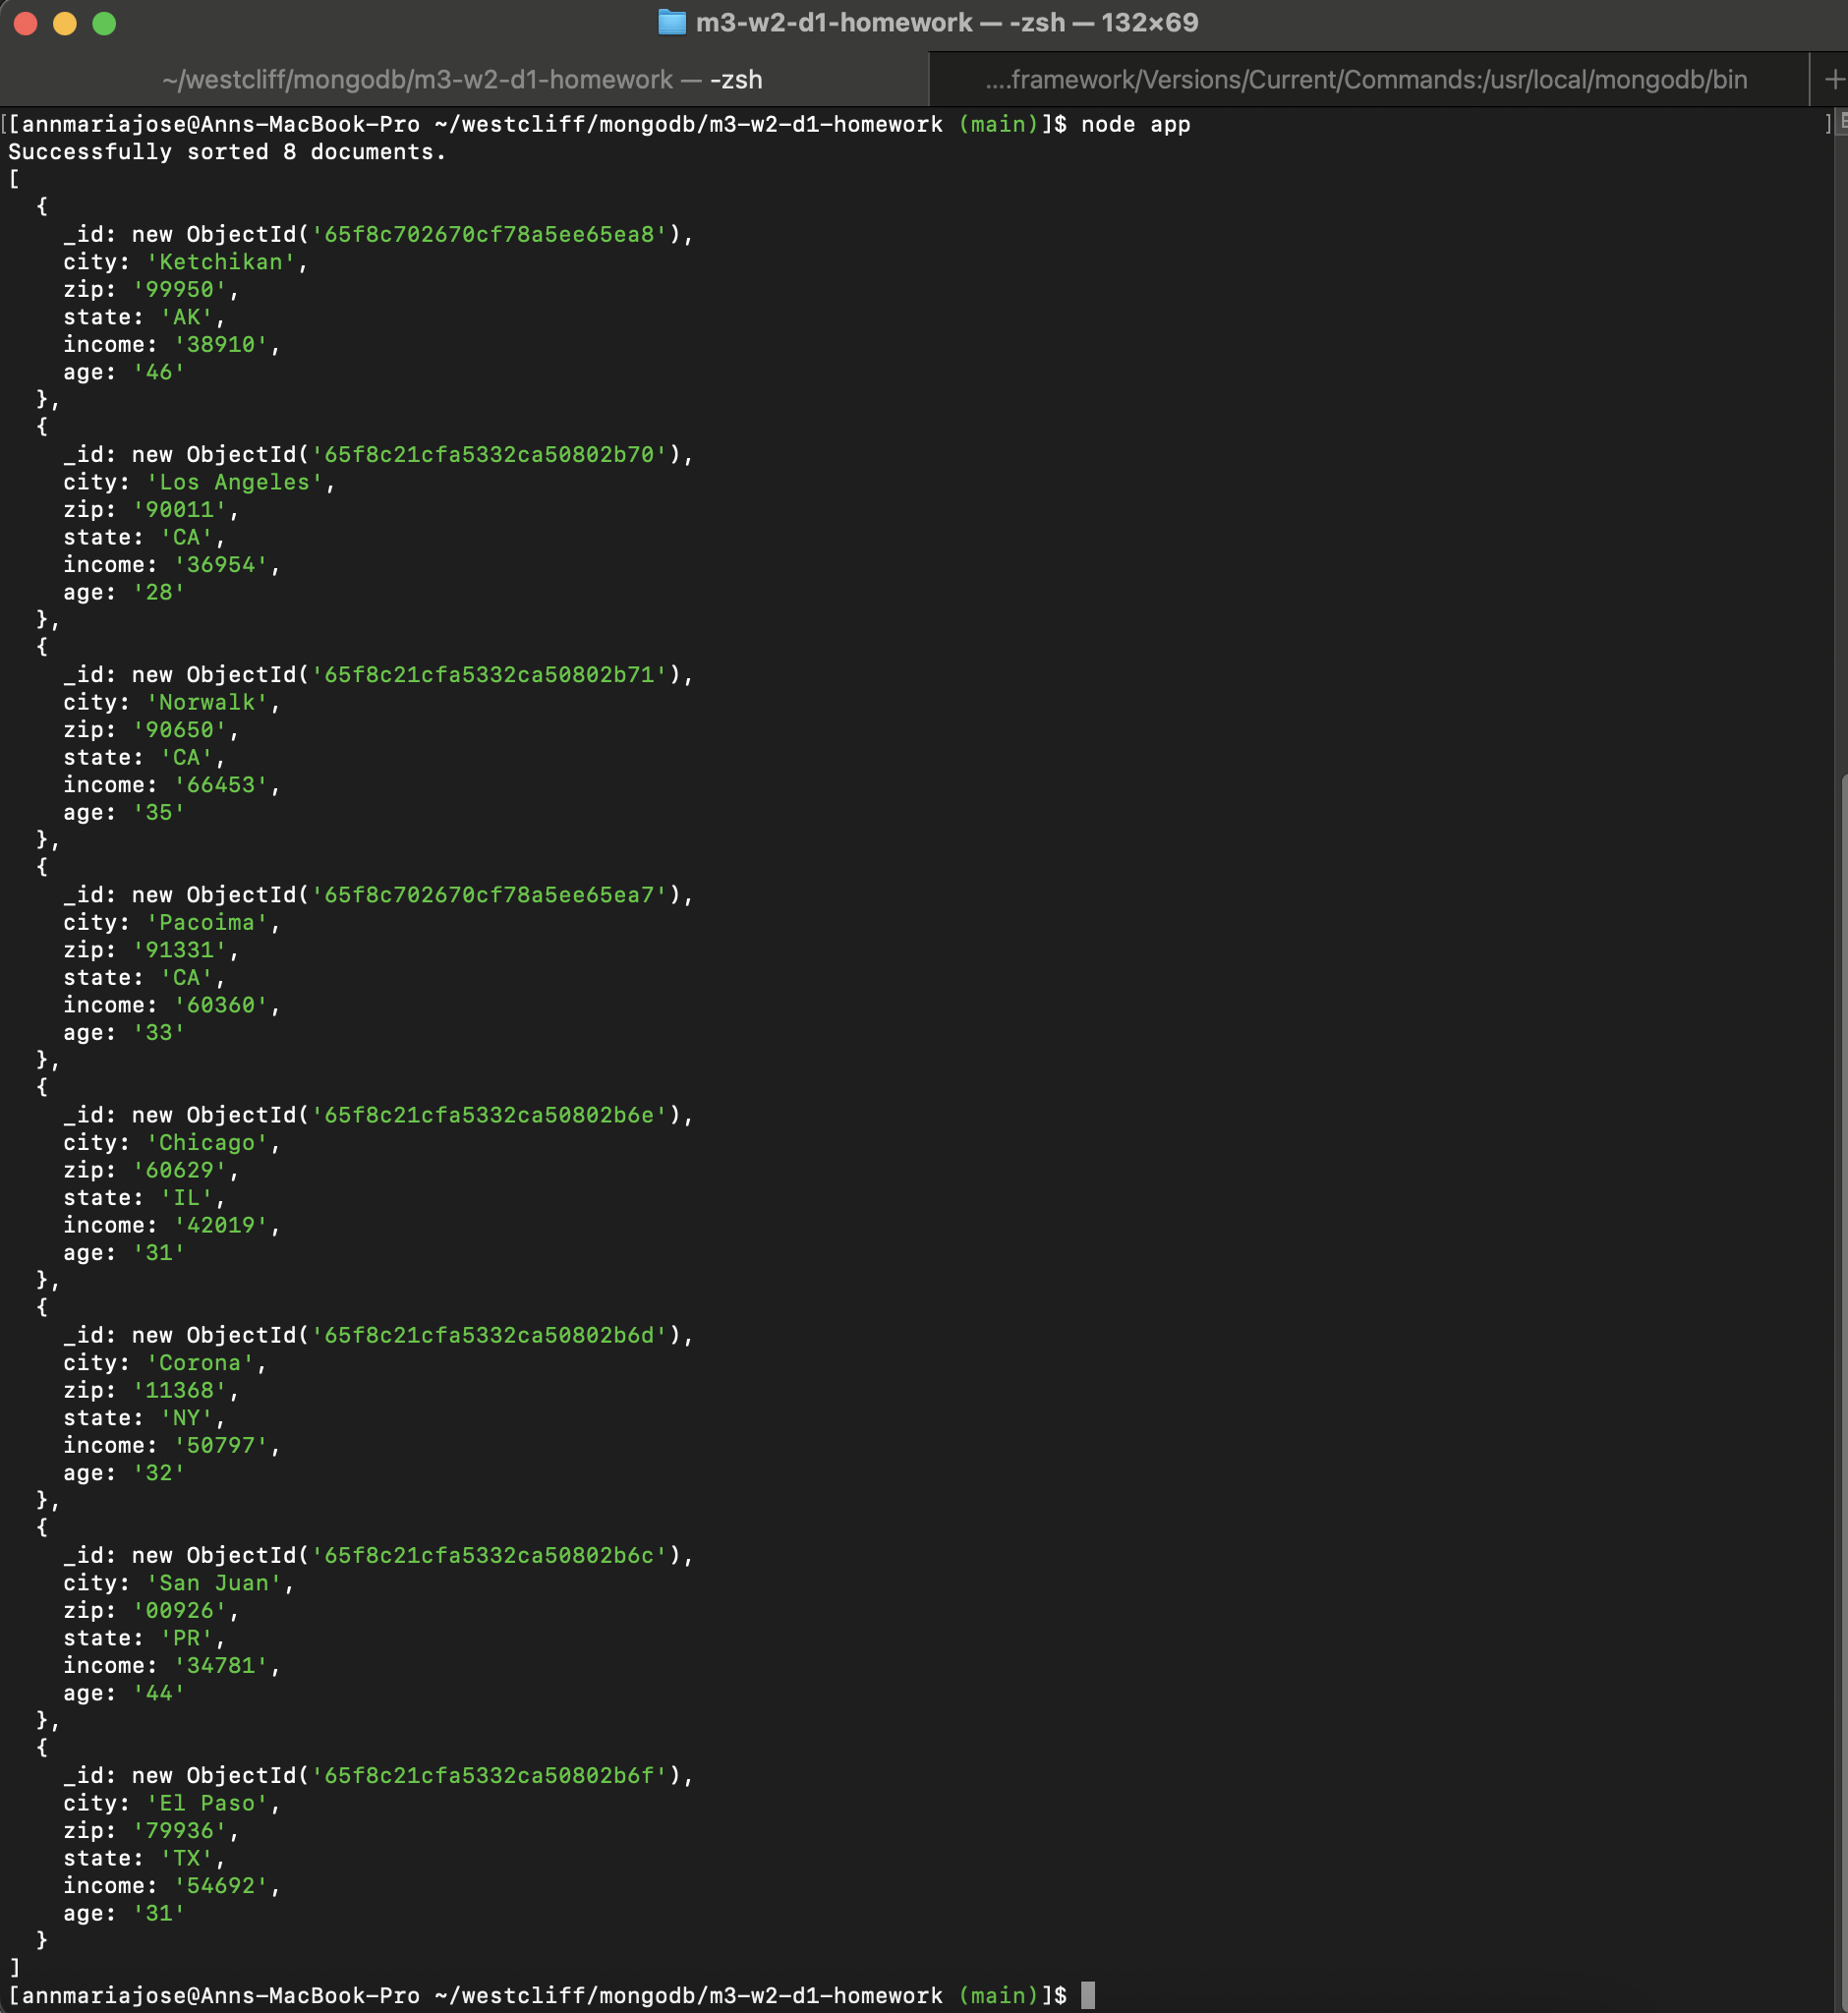 m3-w2-d1-homework — -zsh — 132×69
~/westcliff/mongodb/m3-w2-d1-homework — -zsh
....framework/Versions/Current/Commands:/usr/local/mongodb/bin
+
[[annmariajose@Anns-MacBook-Pro ~/westcliff/mongodb/m3-w2-d1-homework (main)]$ node app ]
Successfully sorted 8 documents.
[
  {
    _id: new ObjectId('65f8c702670cf78a5ee65ea8'),
    city: 'Ketchikan',
    zip: '99950',
    state: 'AK',
    income: '38910',
    age: '46'
  },
  {
    _id: new ObjectId('65f8c21cfa5332ca50802b70'),
    city: 'Los Angeles',
    zip: '90011',
    state: 'CA',
    income: '36954',
    age: '28'
  },
  {
    _id: new ObjectId('65f8c21cfa5332ca50802b71'),
    city: 'Norwalk',
    zip: '90650',
    state: 'CA',
    income: '66453',
    age: '35'
  },
  {
    _id: new ObjectId('65f8c702670cf78a5ee65ea7'),
    city: 'Pacoima',
    zip: '91331',
    state: 'CA',
    income: '60360',
    age: '33'
  },
  {
    _id: new ObjectId('65f8c21cfa5332ca50802b6e'),
    city: 'Chicago',
    zip: '60629',
    state: 'IL',
    income: '42019',
    age: '31'
  },
  {
    _id: new ObjectId('65f8c21cfa5332ca50802b6d'),
    city: 'Corona',
    zip: '11368',
    state: 'NY',
    income: '50797',
    age: '32'
  },
  {
    _id: new ObjectId('65f8c21cfa5332ca50802b6c'),
    city: 'San Juan',
    zip: '00926',
    state: 'PR',
    income: '34781',
    age: '44'
  },
  {
    _id: new ObjectId('65f8c21cfa5332ca50802b6f'),
    city: 'El Paso',
    zip: '79936',
    state: 'TX',
    income: '54692',
    age: '31'
  }
]
[annmariajose@Anns-MacBook-Pro ~/westcliff/mongodb/m3-w2-d1-homework (main)]$